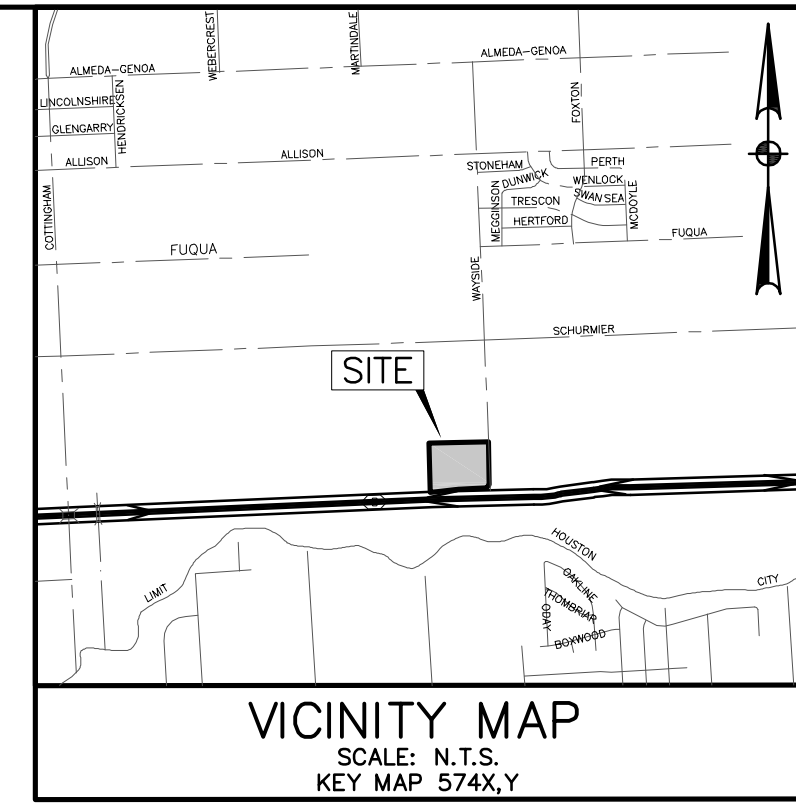 WEBERCREST
MARTINDALE
ALMEDA-GENOA
ALMEDA-GENOA
LINCOLNSHIRE
HENDRICKSEN
FOXTON
GLENGARRY
ALLISON
ALLISON
STONEHAM
PERTH
DUNWICK
WENLOCK
SWAN SEA
MCDOYLE
COTTINGHAM
MEGGINSON
TRESCON
HERTFORD
FUQUA
FUQUA
WAYSIDE
SCHURMIER
SITE
HOUSTON
LIMIT
OAKLINE
CITY
THOMBRIAR
ODAY
BOXWOOD
VICINITY MAP
SCALE: N.T.S.
KEY MAP 574X,Y